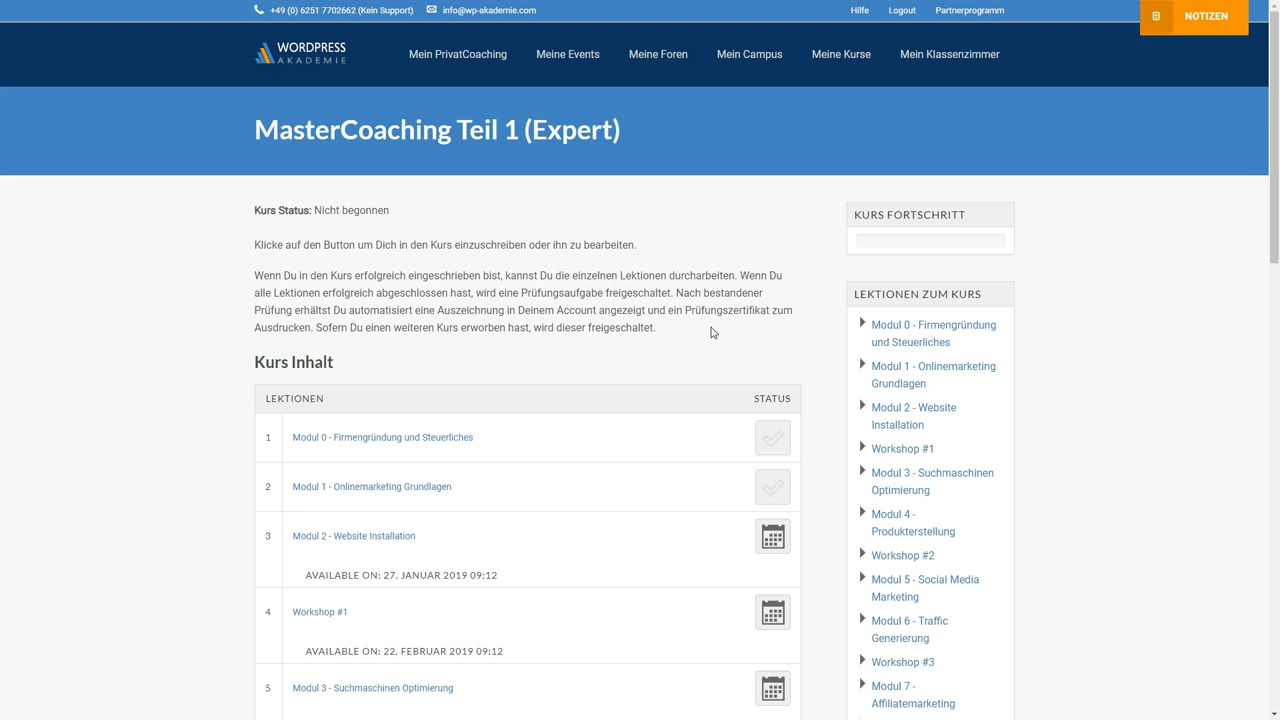 +49 (0) 6251 7702662 (Kein Support) info@wp-akademie.com Hilfe Logout Partnerprogramm
NOTIZEN
WORDPRESS
AKADEMIE
Mein PrivatCoaching Meine Events Meine Foren Mein Campus Meine Kurse Mein Klassenzimmer
MasterCoaching Teil 1 (Expert)
Kurs Status: Nicht begonnen
Klicke auf den Button um Dich in den Kurs einzuschreiben oder ihn zu bearbeiten.
Wenn Du in den Kurs erfolgreich eingeschrieben bist, kannst Du die einzelnen Lektionen durcharbeiten. Wenn Du
alle Lektionen erfolgreich abgeschlossen hast, wird eine Prüfungsaufgabe freigeschaltet. Nach bestandener
Prüfung erhältst Du automatisiert eine Auszeichnung in Deinem Account angezeigt und ein Prüfungszertifikat zum
Ausdrucken. Sofern Du einen weiteren Kurs erworben hast, wird dieser freigeschaltet.
Kurs Inhalt
LEKTIONEN STATUS
1 Modul 0 - Firmengründung und Steuerliches
2 Modul 1 - Onlinemarketing Grundlagen
3 Modul 2 - Website Installation
AVAILABLE ON: 27. JANUAR 2019 09:12
4 Workshop #1
AVAILABLE ON: 22. FEBRUAR 2019 09:12
5 Modul 3 - Suchmaschinen Optimierung
KURS FORTSCHRITT
LEKTIONEN ZUM KURS
Modul 0 - Firmengründung
und Steuerliches
Modul 1 - Onlinemarketing
Grundlagen
Modul 2 - Website
Installation
Workshop #1
Modul 3 - Suchmaschinen
Optimierung
Modul 4 -
Produkterstellung
Workshop #2
Modul 5 - Social Media
Marketing
Modul 6 - Traffic
Generierung
Workshop #3
Modul 7 -
Affiliatemarketing